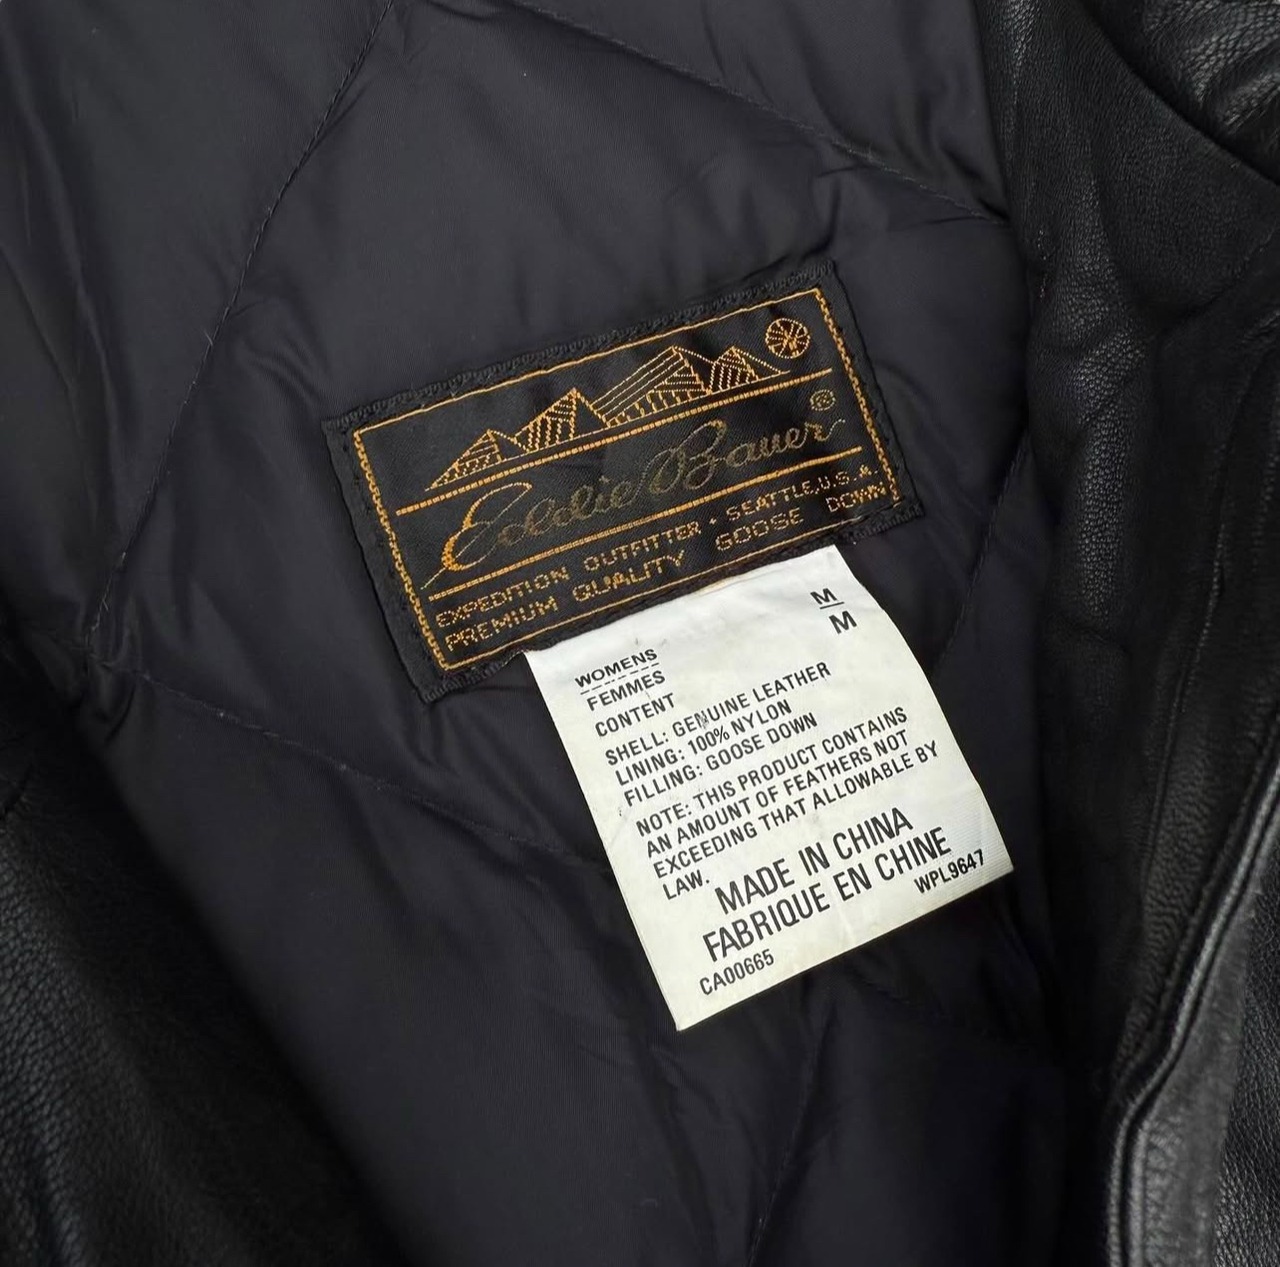 Eddie Bauer®
EXPEDITION OUTFITTER • SEATTLE, U.S.A.
PREMIUM QUALITY GOOSE DOWN
M
M
WOMENS
FEMMES
CONTENT
SHELL: GENUINE LEATHER
LINING: 100% NYLON
FILLING: GOOSE DOWN
NOTE: THIS PRODUCT CONTAINS
AN AMOUNT OF FEATHERS NOT
EXCEEDING THAT ALLOWABLE BY
LAW.
MADE IN CHINA
FABRIQUE EN CHINE
WPL9647
CA00665